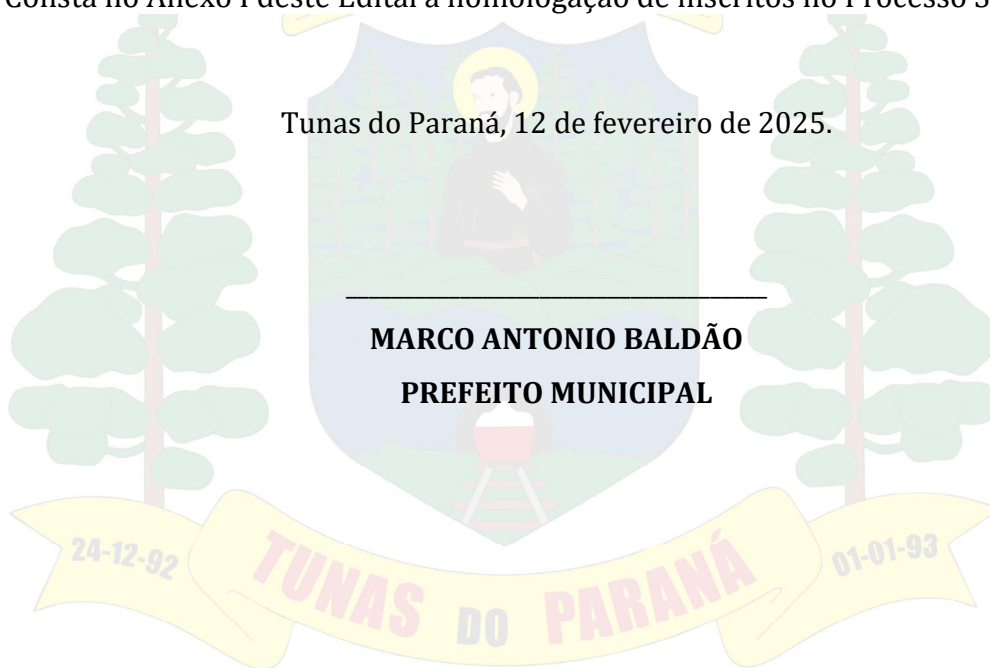 Consta no Anexo I deste Edital a homologação de inscritos no Processo S
Tunas do Paraná, 12 de fevereiro de 2025.
MARCO ANTONIO BALDÃO
PREFEITO MUNICIPAL
24-12-92
TUNAS DO PARANÁ
01-01-93